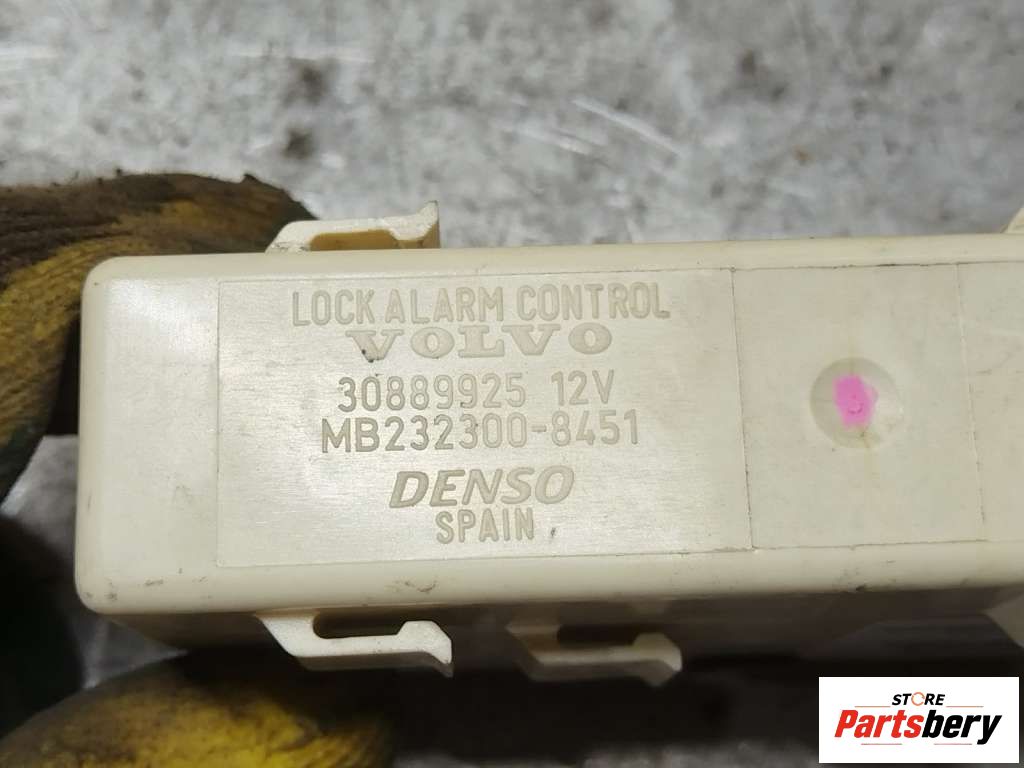 LOCK ALARM CONTROL
VOLVO
30889925 12V
MB232300-8451
DENSO
SPAIN
STORE
Partsbery